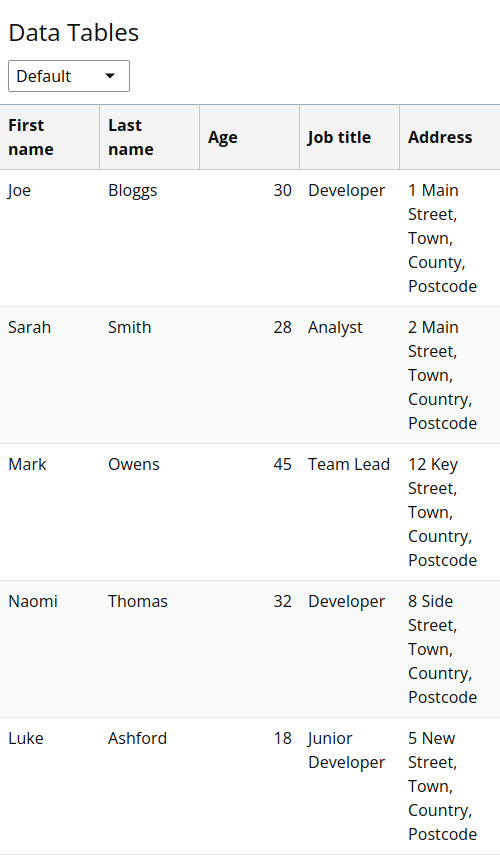 Data Tables
Default
First name Last name Age Job title Address
Joe Bloggs 30 Developer 1 Main
Street,
Town,
County,
Postcode
Sarah Smith 28 Analyst 2 Main
Street,
Town,
Country,
Postcode
Mark Owens 45 Team Lead 12 Key
Street,
Town,
Country,
Postcode
Naomi Thomas 32 Developer 8 Side
Street,
Town,
Country,
Postcode
Luke Ashford 18 Junior Developer 5 New
Street,
Town,
Country,
Postcode